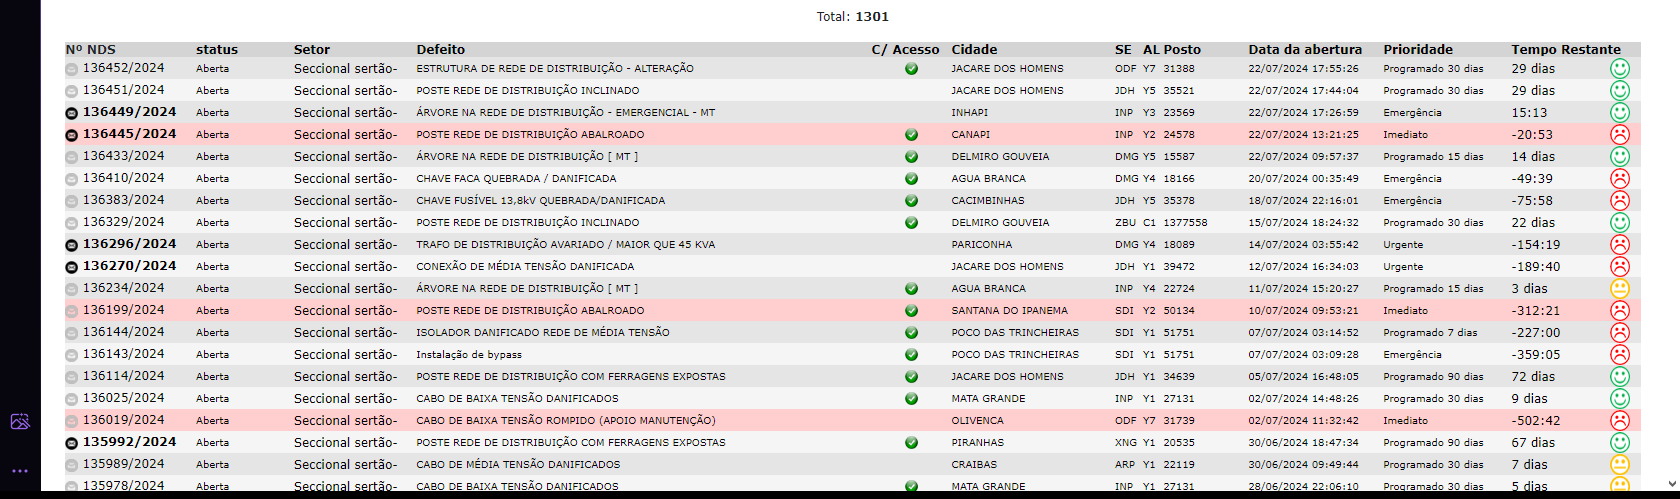 Total: 1301
Nº NDS status Setor Defeito C/ Acesso Cidade SE AL Posto Data da abertura Prioridade Tempo Restante
136452/2024 Aberta Seccional sertão- ESTRUTURA DE REDE DE DISTRIBUIÇÃO - ALTERAÇÃO JACARE DOS HOMENS ODF Y7 31388 22/07/2024 17:55:26 Programado 30 dias 29 dias
136451/2024 Aberta Seccional sertão- POSTE REDE DE DISTRIBUIÇÃO INCLINADO JACARE DOS HOMENS JDH Y5 35521 22/07/2024 17:44:04 Programado 30 dias 29 dias
136449/2024 Aberta Seccional sertão- ÁRVORE NA REDE DE DISTRIBUIÇÃO - EMERGENCIAL - MT INHAPI INP Y3 23569 22/07/2024 17:26:59 Emergência 15:13
136445/2024 Aberta Seccional sertão- POSTE REDE DE DISTRIBUIÇÃO ABALROADO CANAPI INP Y2 24578 22/07/2024 13:21:25 Imediato -20:53
136433/2024 Aberta Seccional sertão- ÁRVORE NA REDE DE DISTRIBUIÇÃO [ MT ] DELMIRO GOUVEIA DMG Y5 15587 22/07/2024 09:57:37 Programado 15 dias 14 dias
136410/2024 Aberta Seccional sertão- CHAVE FACA QUEBRADA / DANIFICADA AGUA BRANCA DMG Y4 18166 20/07/2024 00:35:49 Emergência -49:39
136383/2024 Aberta Seccional sertão- CHAVE FUSÍVEL 13,8kV QUEBRADA/DANIFICADA CACIMBINHAS JDH Y5 35378 18/07/2024 22:16:01 Emergência -75:58
136329/2024 Aberta Seccional sertão- POSTE REDE DE DISTRIBUIÇÃO INCLINADO DELMIRO GOUVEIA ZBU C1 1377558 15/07/2024 18:24:32 Programado 30 dias 22 dias
136296/2024 Aberta Seccional sertão- TRAFO DE DISTRIBUIÇÃO AVARIADO / MAIOR QUE 45 KVA PARICONHA DMG Y4 18089 14/07/2024 03:55:42 Urgente -154:19
136270/2024 Aberta Seccional sertão- CONEXÃO DE MÉDIA TENSÃO DANIFICADA JACARE DOS HOMENS JDH Y1 39472 12/07/2024 16:34:03 Urgente -189:40
136234/2024 Aberta Seccional sertão- ÁRVORE NA REDE DE DISTRIBUIÇÃO [ MT ] AGUA BRANCA INP Y4 22724 11/07/2024 15:20:27 Programado 15 dias 3 dias
136199/2024 Aberta Seccional sertão- POSTE REDE DE DISTRIBUIÇÃO ABALROADO SANTANA DO IPANEMA SDI Y2 50134 10/07/2024 09:53:21 Imediato -312:21
136144/2024 Aberta Seccional sertão- ISOLADOR DANIFICADO REDE DE MÉDIA TENSÃO POCO DAS TRINCHEIRAS SDI Y1 51751 07/07/2024 03:14:52 Programado 7 dias -227:00
136143/2024 Aberta Seccional sertão- Instalação de bypass POCO DAS TRINCHEIRAS SDI Y1 51751 07/07/2024 03:09:28 Emergência -359:05
136114/2024 Aberta Seccional sertão- POSTE REDE DE DISTRIBUIÇÃO COM FERRAGENS EXPOSTAS JACARE DOS HOMENS JDH Y1 34639 05/07/2024 16:48:05 Programado 90 dias 72 dias
136025/2024 Aberta Seccional sertão- CABO DE BAIXA TENSÃO DANIFICADOS MATA GRANDE INP Y1 27131 02/07/2024 14:48:26 Programado 30 dias 9 dias
136019/2024 Aberta Seccional sertão- CABO DE BAIXA TENSÃO ROMPIDO (APOIO MANUTENÇÃO) OLIVENCA ODF Y7 31739 02/07/2024 11:32:42 Imediato -502:42
135992/2024 Aberta Seccional sertão- POSTE REDE DE DISTRIBUIÇÃO COM FERRAGENS EXPOSTAS PIRANHAS XNG Y1 20535 30/06/2024 18:47:34 Programado 90 dias 67 dias
135989/2024 Aberta Seccional sertão- CABO DE MÉDIA TENSÃO DANIFICADOS CRAIBAS ARP Y1 22119 30/06/2024 09:49:44 Programado 30 dias 7 dias
135978/2024 Aberta Seccional sertão- CABO DE BAIXA TENSÃO DANIFICADOS MATA GRANDE INP Y1 27131 28/06/2024 22:06:10 Programado 30 dias 5 dias